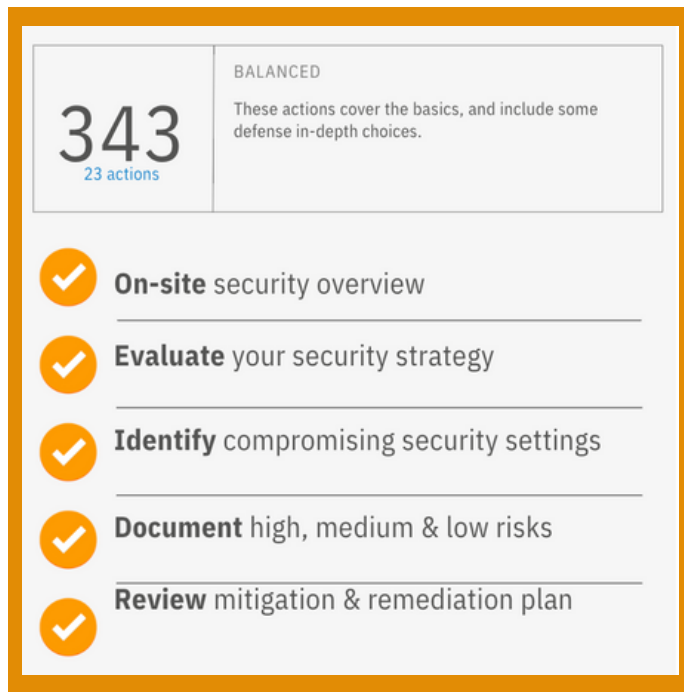 343
23 actions
BALANCED
These actions cover the basics, and include some
defense in-depth choices.
On-site security overview
Evaluate your security strategy
Identify compromising security settings
Document high, medium & low risks
Review mitigation & remediation plan